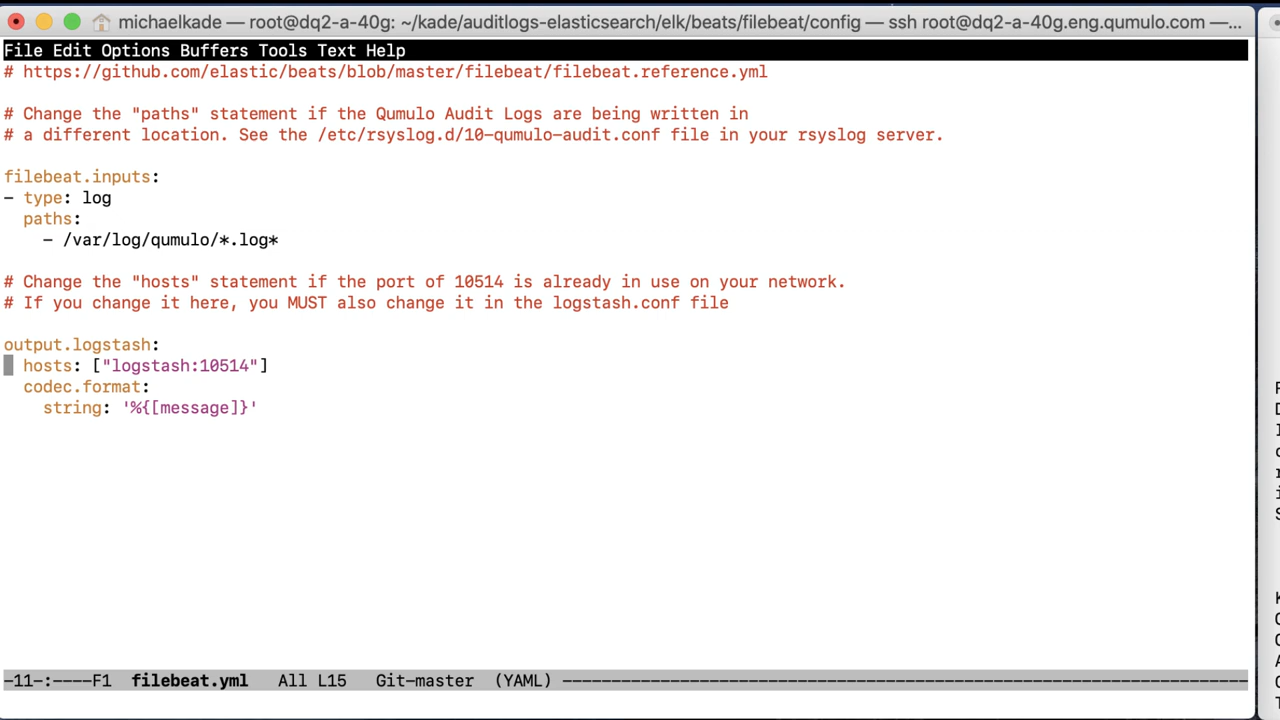 michaelkade — root@dq2-a-40g: ~/kade/auditlogs-elasticsearch/elk/beats/filebeat/config — ssh root@dq2-a-40g.eng.qumulo.com —...
File Edit Options Buffers Tools Text Help
# https://github.com/elastic/beats/blob/master/filebeat/filebeat.reference.yml
# Change the "paths" statement if the Qumulo Audit Logs are being written in
# a different location. See the /etc/rsyslog.d/10-qumulo-audit.conf file in your rsyslog server.
filebeat.inputs:
- type: log
paths:
- /var/log/qumulo/*.log*
# Change the "hosts" statement if the port of 10514 is already in use on your network.
# If you change it here, you MUST also change it in the logstash.conf file
output.logstash:
hosts: ["logstash:10514"]
codec.format:
string: '%{[message]}'
-11-:----F1 filebeat.yml All L15 Git-master (YAML) ----------------------------------------------------------------------